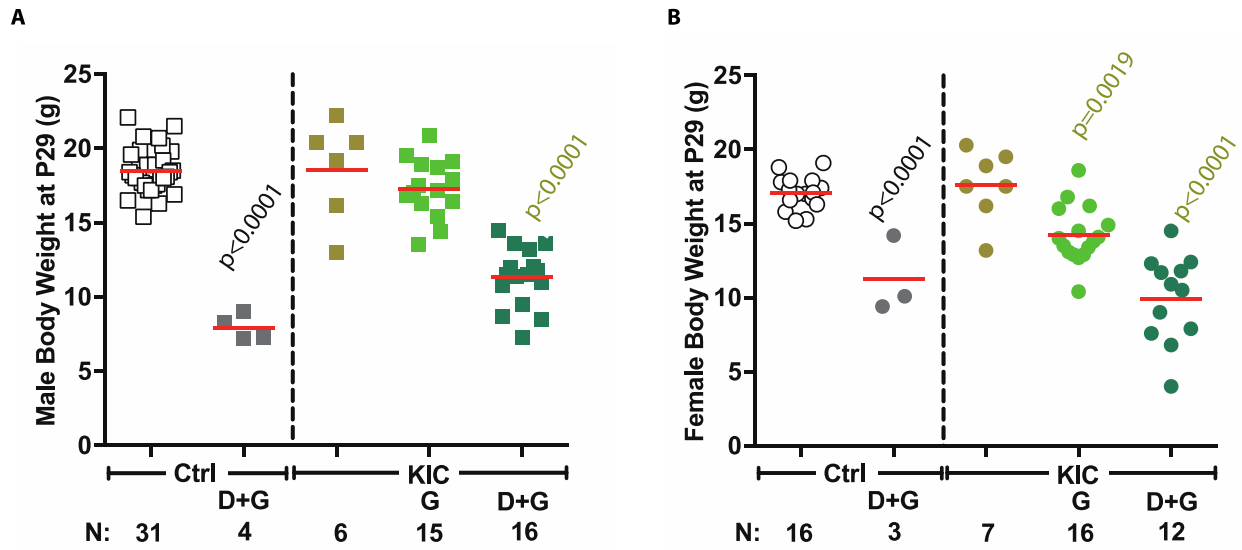 A
Male Body Weight at P29 (g)
25
20
15
10
5
0
p<0.0001
p<0.0001
Ctrl
KIC
D+G
G
D+G
N:
31
4
6
15
16
B
Female Body Weight at P29 (g)
25
20
15
10
5
0
p<0.0001
p=0.0019
p<0.0001
Ctrl
KIC
D+G
G
D+G
N:
16
3
7
16
12